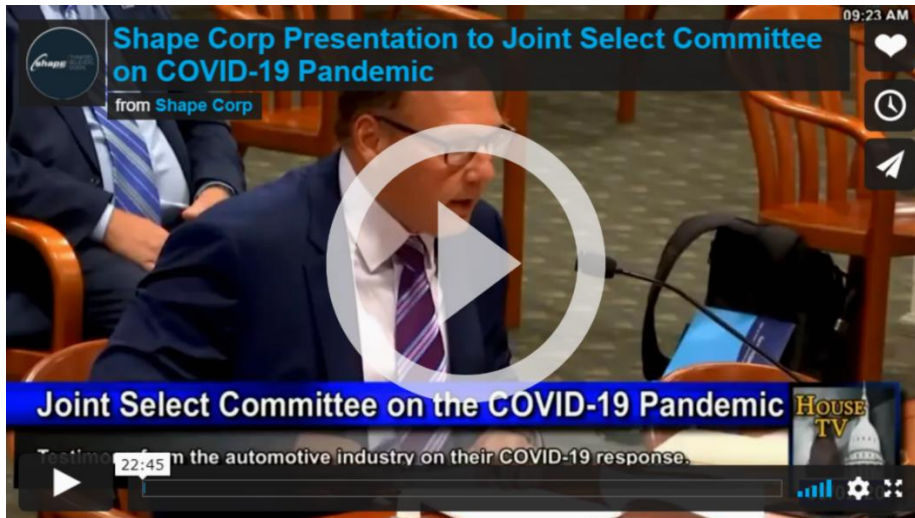 09:23 AM
Shape Corp Presentation to Joint Select Committee
on COVID-19 Pandemic
shape
from Shape Corp
Joint Select Committee on the COVID-19 Pandemic
HOUSE
TV
the automotive industry on their COVID-19 response.
22:45